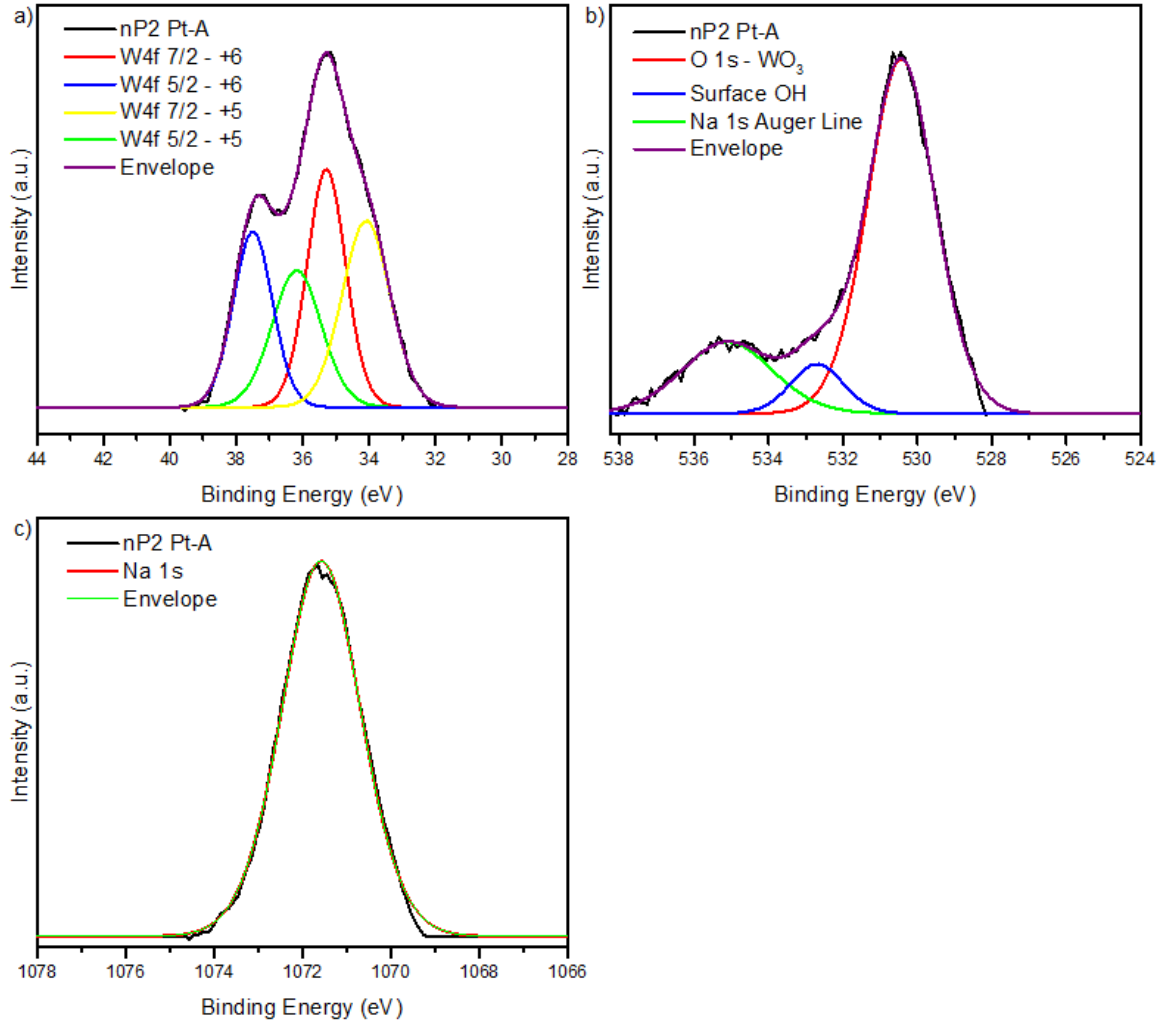 a)
nP2 Pt-A
W4f 7/2 - +6
W4f 5/2 - +6
W4f 7/2 - +5
W4f 5/2 - +5
Envelope
Intensity (a.u.)
44 42 40 38 36 34 32 30 28
Binding Energy (eV)
b)
nP2 Pt-A
O 1s - WO₃
Surface OH
Na 1s Auger Line
Envelope
Intensity (a.u.)
538 536 534 532 530 528 526 524
Binding Energy (eV)
c)
nP2 Pt-A
Na 1s
Envelope
Intensity (a.u.)
1078 1076 1074 1072 1070 1068 1066
Binding Energy (eV)